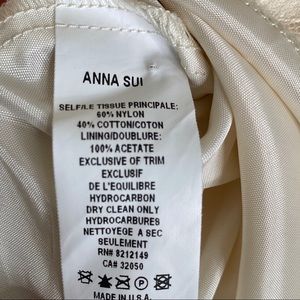 ANNA SUI
SELF/LE TISSUE PRINCIPALE:
60% NYLON
40% COTTON/COTON
LINING/DOUBLURE:
100% ACETATE
EXCLUSIVE OF TRIM
EXCLUSIF
DE L'EQUILIBRE
HYDROCARBON
DRY CLEAN ONLY
HYDROCARBURES
NETTOYEGE A SEC
SEULEMENT
RN# 8212149
CA# 32050
MADE IN U.S.A.